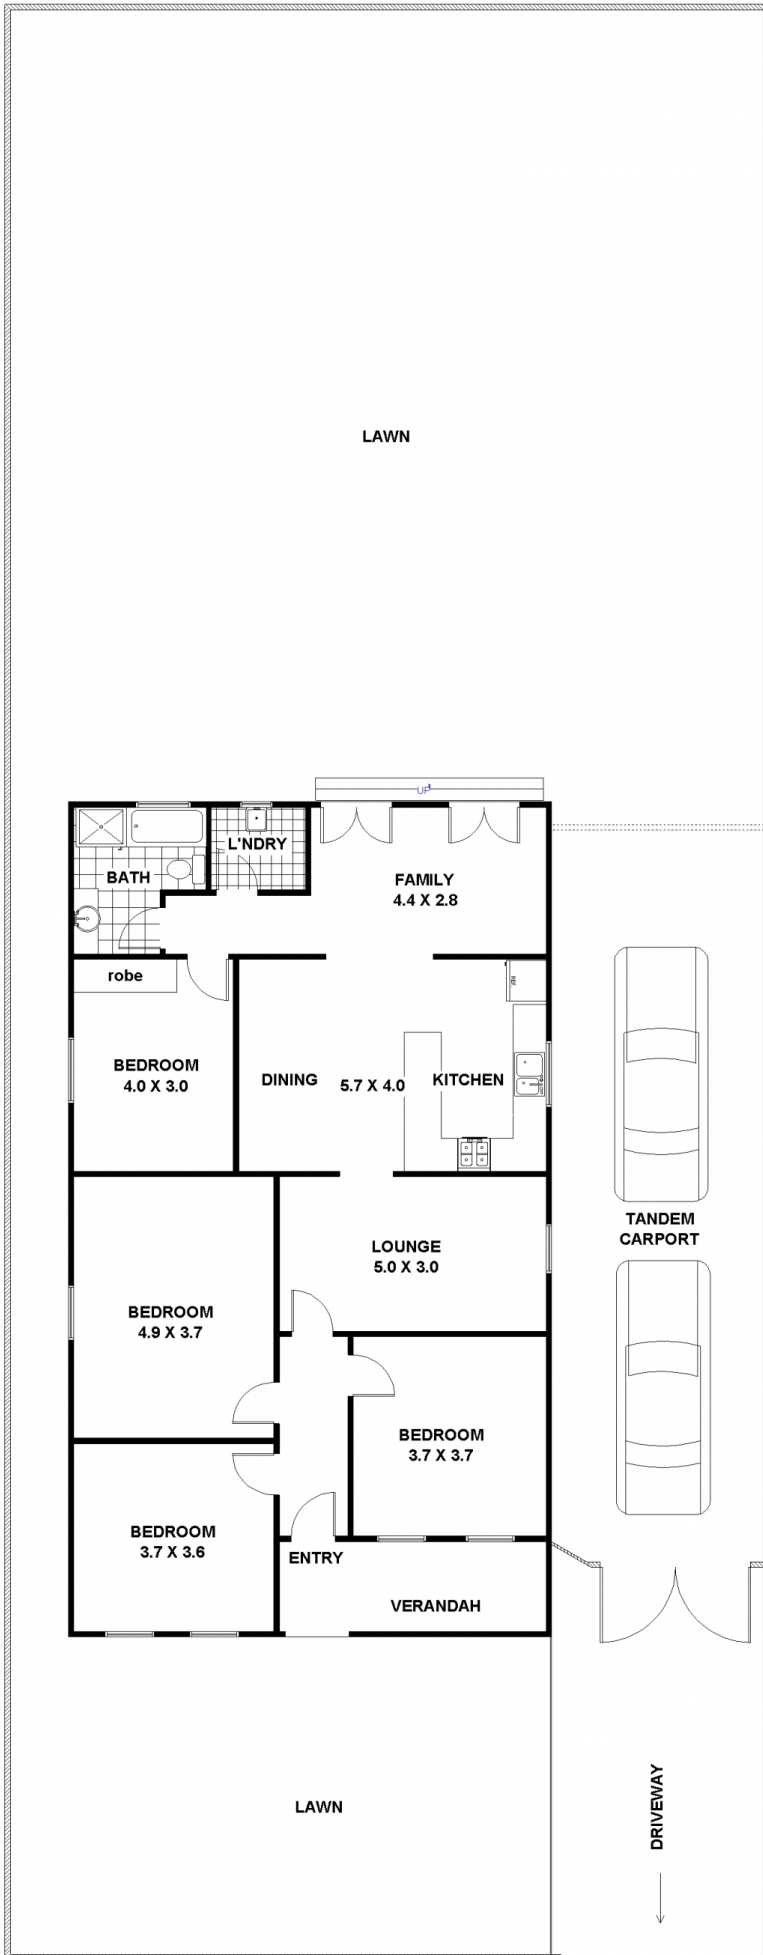 LAWN
UP
L'NDRY
BATH
FAMILY
4.4 X 2.8
robe
REF
BEDROOM
4.0 X 3.0
DINING
5.7 X 4.0
KITCHEN
TANDEM
CARPORT
LOUNGE
5.0 X 3.0
BEDROOM
4.9 X 3.7
BEDROOM
3.7 X 3.7
BEDROOM
3.7 X 3.6
ENTRY
VERANDAH
LAWN
DRIVEWAY